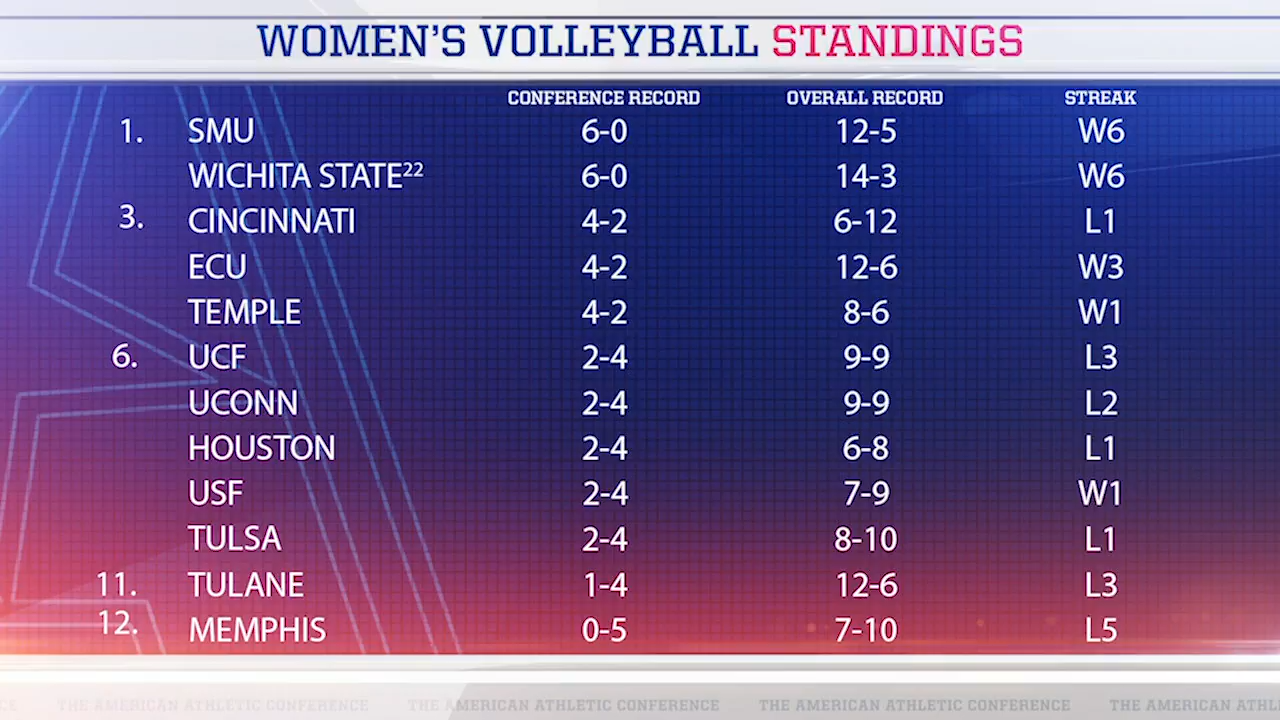 WOMEN'S VOLLEYBALL STANDINGS
CONFERENCE RECORD OVERALL RECORD STREAK
1. SMU 6-0 12-5 W6
WICHITA STATE²² 6-0 14-3 W6
3. CINCINNATI 4-2 6-12 L1
ECU 4-2 12-6 W3
TEMPLE 4-2 8-6 W1
6. UCF 2-4 9-9 L3
UCONN 2-4 9-9 L2
HOUSTON 2-4 6-8 L1
USF 2-4 7-9 W1
TULSA 2-4 8-10 L1
11. TULANE 1-4 12-6 L3
12. MEMPHIS 0-5 7-10 L5
CE THE AMERICAN ATHLETIC CONFERENCE THE AMERICAN ATHLETIC CONFERENCE THE AMERICAN ATHLETIC CONFERENCE THE AMERICAN ATHL